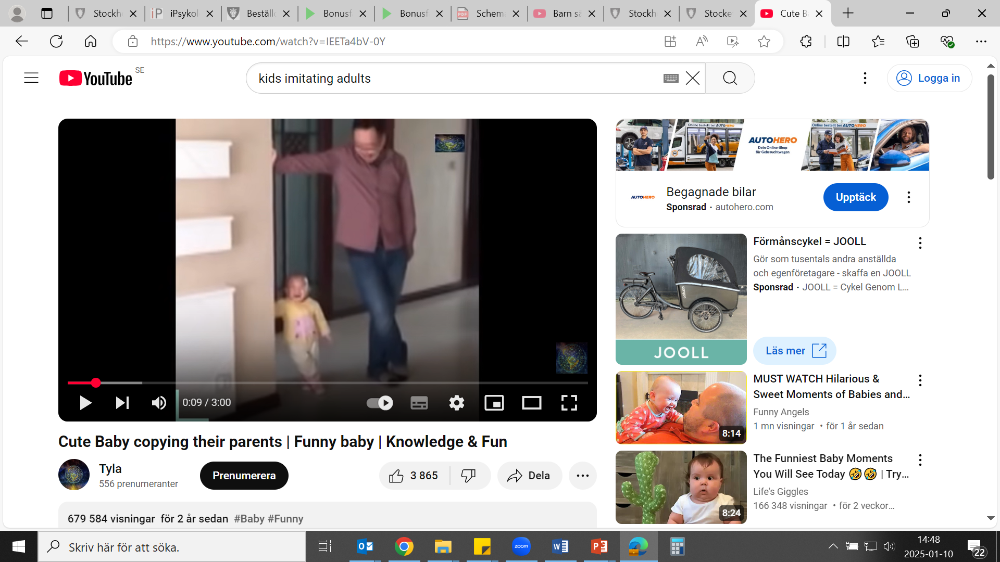 Stockh
iPsykol
Beställo
Bonusf
Bonusf
Schem
Barn sä
Stockh
Stocke
Cute B
https://www.youtube.com/watch?v=IEETa4bV-0Y
YouTube SE
kids imitating adults
Logga in
0:09 / 3:00
Cute Baby copying their parents | Funny baby | Knowledge & Fun
Tyla
556 prenumeranter
Prenumerera
3 865
Dela
679 584 visningar för 2 år sedan #Baby #Funny
Online bestellt bei AUTOHERO
AUTOHERO
Dein Online-Shop
für Gebrauchtwagen
Online bestellt bei AUTOHERO
AUTOHERO
Begagnade bilar
Sponsrad · autohero.com
Upptäck
JOOLL
Förmånscykel = JOOLL
Gör som tusentals andra anställda
och egenföretagare - skaffa en JOOLL
Sponsrad · JOOLL = Cykel Genom L...
Läs mer
8:14
MUST WATCH Hilarious &
Sweet Moments of Babies and...
Funny Angels
1 mn visningar • för 1 år sedan
8:24
The Funniest Baby Moments
You Will See Today 🤣🤣 | Try...
Life's Giggles
166 348 visningar • för 2 veckor...
Skriv här för att söka.
zoom
14:48
2025-01-10
22